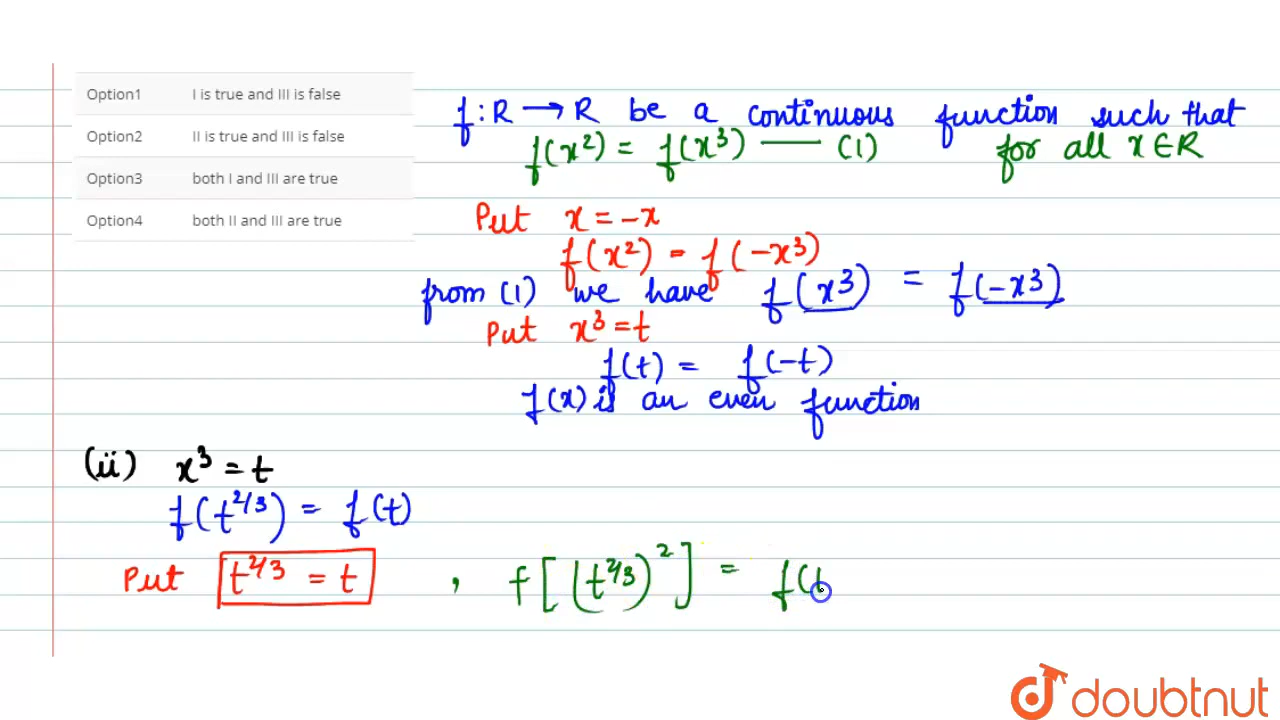 Option1 I is true and III is false
Option2 II is true and III is false
Option3 both I and III are true
Option4 both II and III are true
f : R → R be a continuous function such that
f(x²) = f(x³) —— (1) for all x ∈ R
Put x = -x
f(x²) = f(-x³)
from (1) we have f(x³) = f(-x³)
Put x³ = t
f(t) = f(-t)
f(x) is an even function
(ii) x³ = t
f(t^2/3) = f(t)
Put t^2/3 = t , f[(t^2/3)²] = f(t
doubtnut